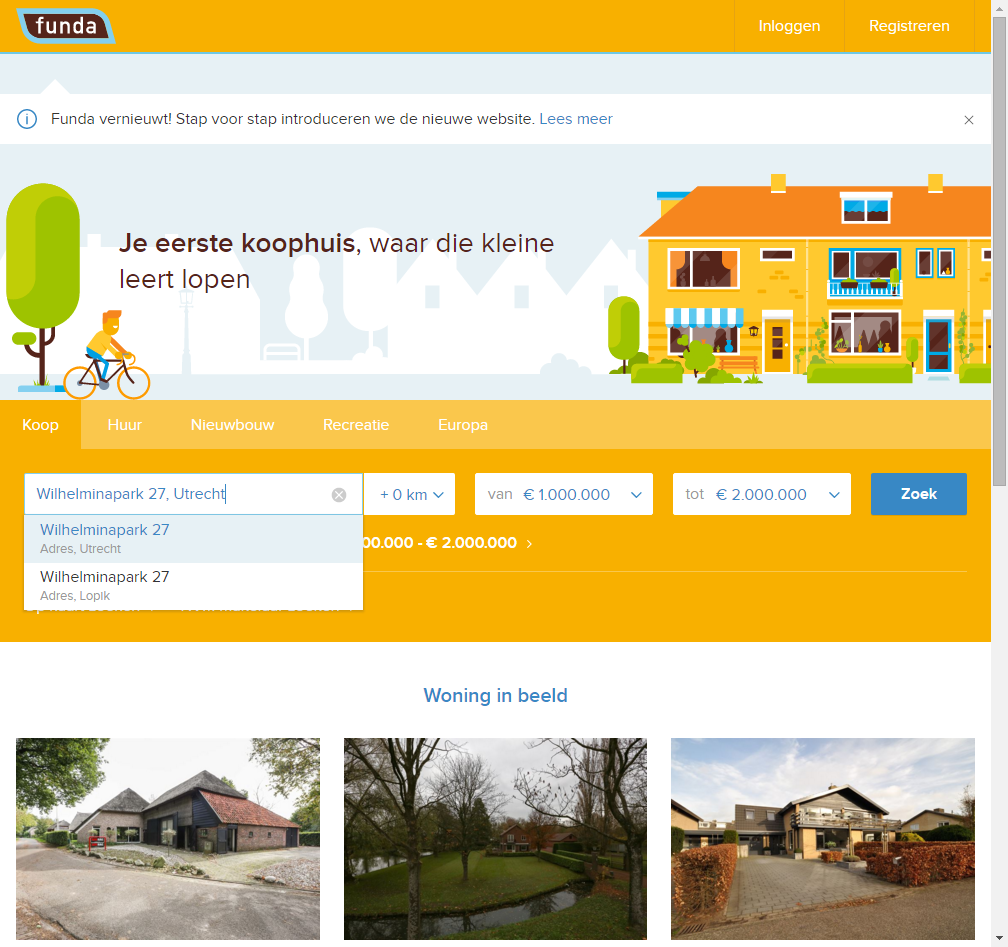 funda
Inloggen
Registreren
Funda vernieuwt! Stap voor stap introduceren we de nieuwe website. Lees meer
Je eerste koophuis, waar die kleine
leert lopen
Koop
Huur
Nieuwbouw
Recreatie
Europa
Wilhelminapark 27, Utrecht
+ 0 km
van € 1.000.000
tot € 2.000.000
Zoek
Wilhelminapark 27
Adres, Utrecht
00.000 - € 2.000.000
Wilhelminapark 27
Adres, Lopik
Woning in beeld